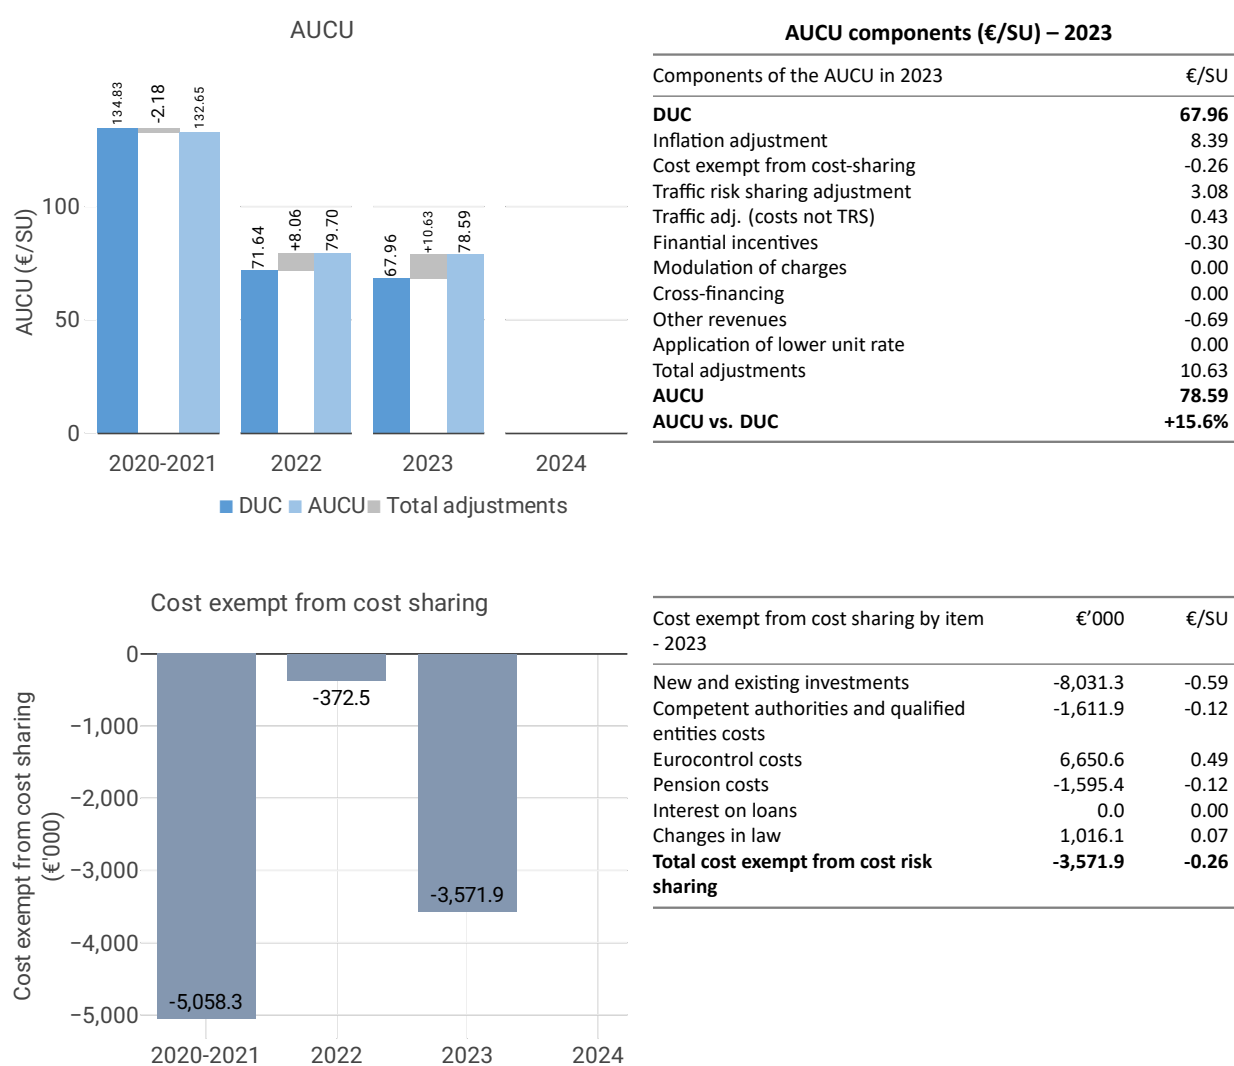 AUCU
134.83
-2.18
132.65
71.64
+8.06
79.70
67.96
+10.63
78.59
AUCU (€/SU)
100
50
0
2020-2021
2022
2023
2024
DUC
AUCU
Total adjustments
AUCU components (€/SU) – 2023
Components of the AUCU in 2023 €/SU
DUC 67.96
Inflation adjustment 8.39
Cost exempt from cost-sharing -0.26
Traffic risk sharing adjustment 3.08
Traffic adj. (costs not TRS) 0.43
Finantial incentives -0.30
Modulation of charges 0.00
Cross-financing 0.00
Other revenues -0.69
Application of lower unit rate 0.00
Total adjustments 10.63
AUCU 78.59
AUCU vs. DUC +15.6%
Cost exempt from cost sharing
Cost exempt from cost sharing
(€'000)
0
−1,000
−2,000
−3,000
−4,000
−5,000
-5,058.3
-372.5
-3,571.9
2020-2021
2022
2023
2024
Cost exempt from cost sharing by item €’000 €/SU
- 2023
New and existing investments -8,031.3 -0.59
Competent authorities and qualified -1,611.9 -0.12
entities costs
Eurocontrol costs 6,650.6 0.49
Pension costs -1,595.4 -0.12
Interest on loans 0.0 0.00
Changes in law 1,016.1 0.07
Total cost exempt from cost risk -3,571.9 -0.26
sharing